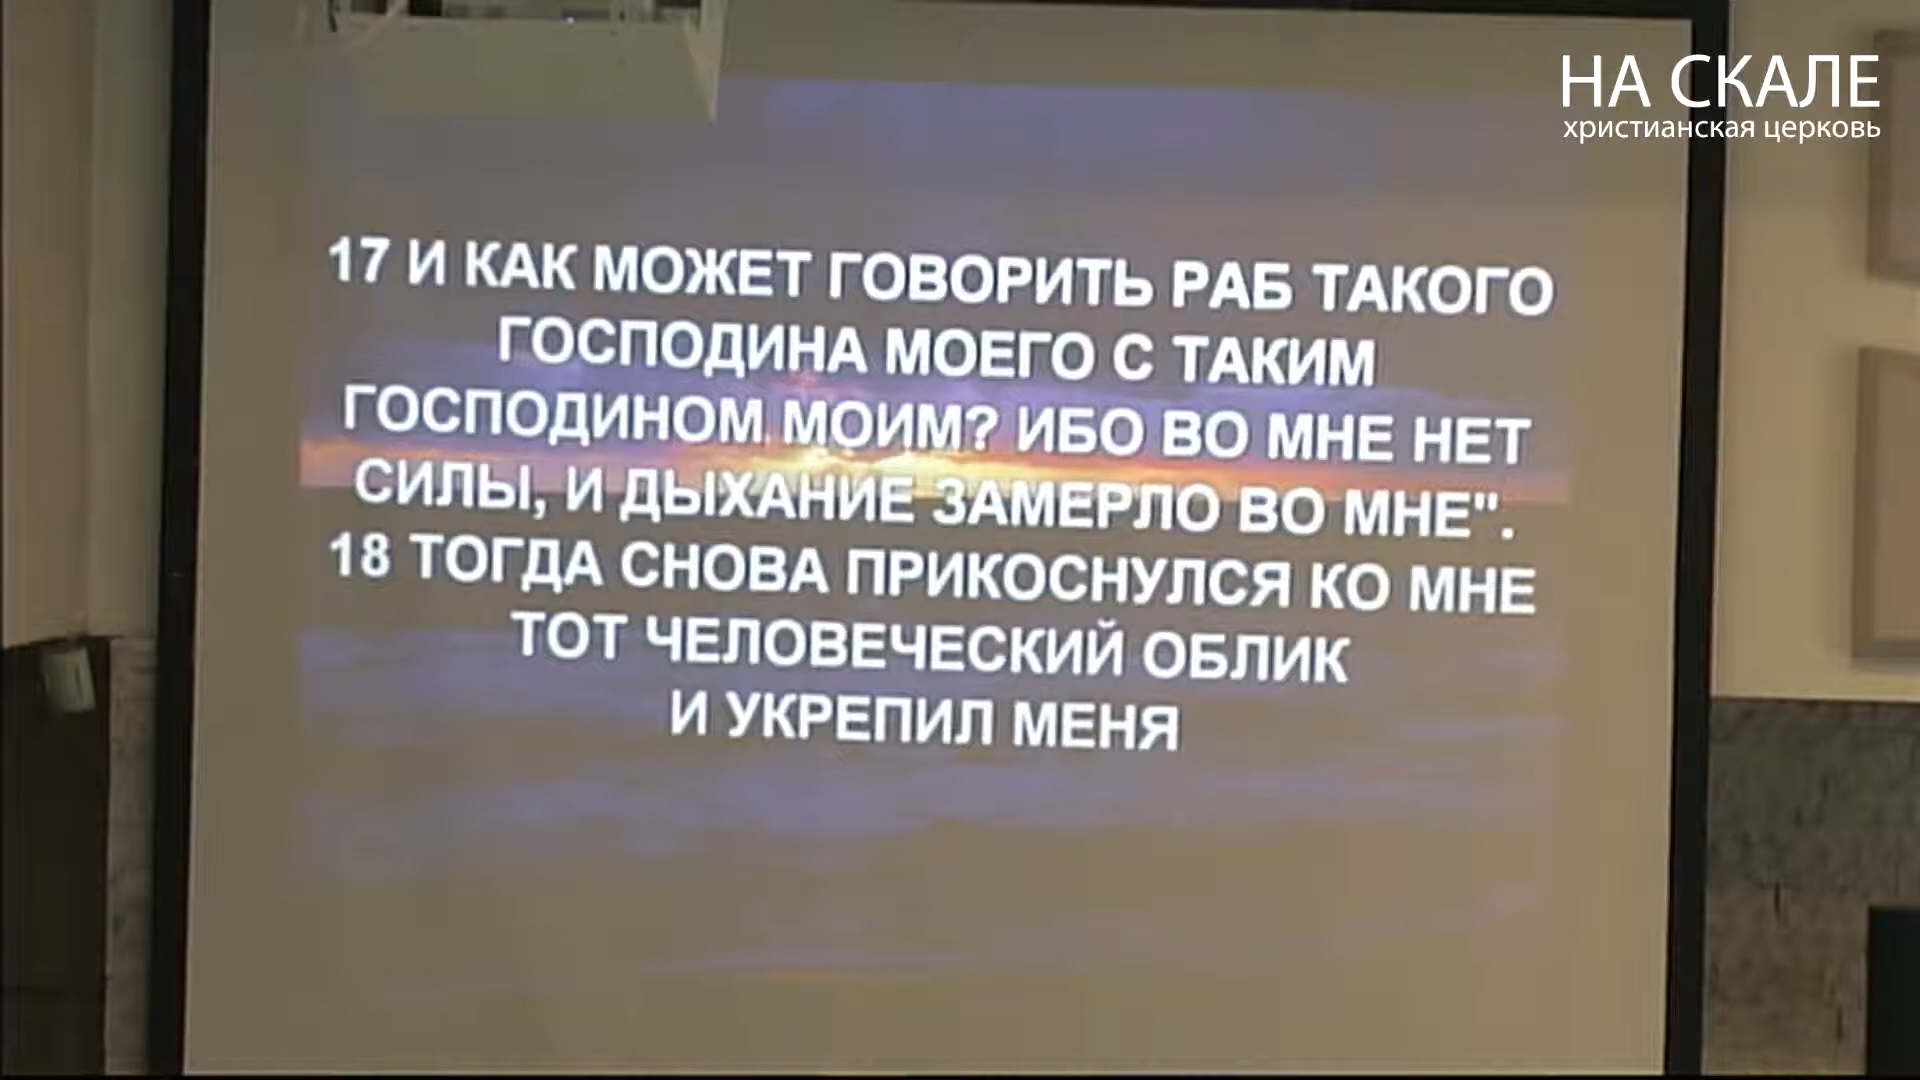 НА СКАЛЕ
христианская церковь
17 И КАК МОЖЕТ ГОВОРИТЬ РАБ ТАКОГО
ГОСПОДИНА МОЕГО С ТАКИМ
ГОСПОДИНОМ МОИМ? ИБО ВО МНЕ НЕТ
СИЛЫ, И ДЫХАНИЕ ЗАМЕРЛО ВО МНЕ".
18 ТОГДА СНОВА ПРИКОСНУЛСЯ КО МНЕ
ТОТ ЧЕЛОВЕЧЕСКИЙ ОБЛИК
И УКРЕПИЛ МЕНЯ